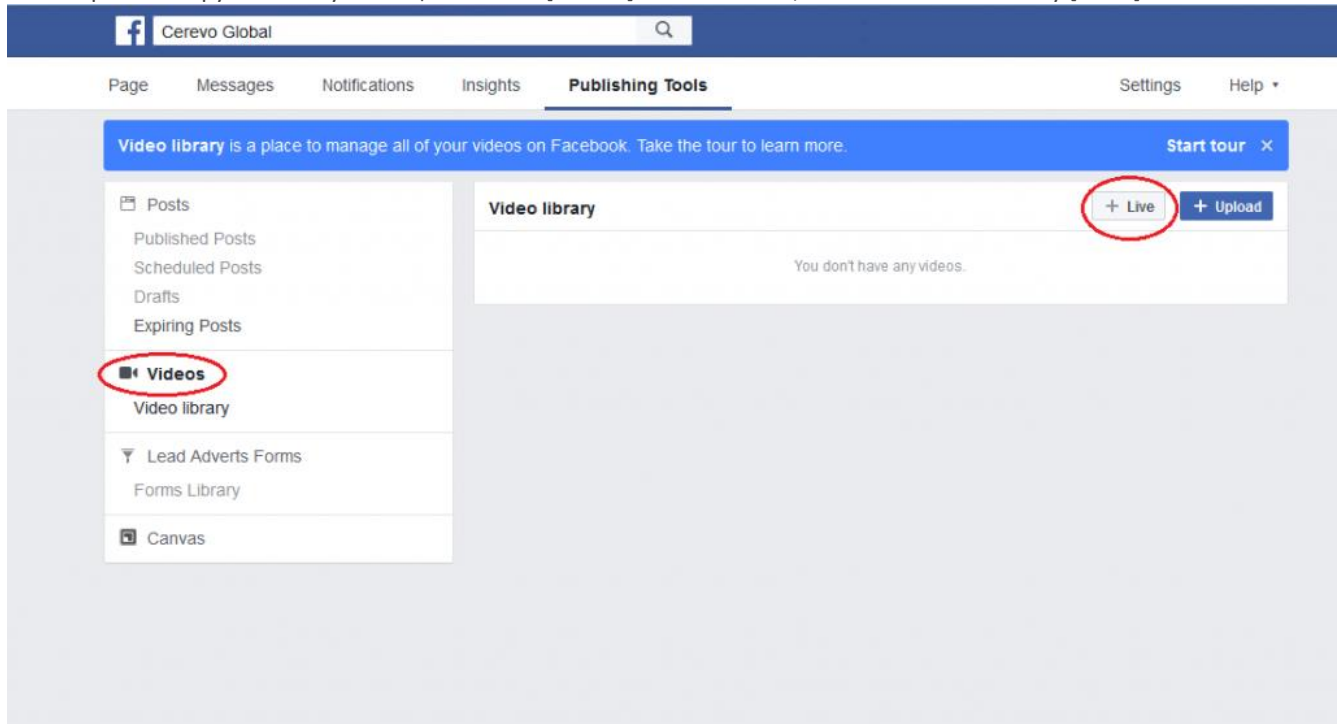 f Cerevo Global
Page Messages Notifications Insights Publishing Tools Settings Help
Video library is a place to manage all of your videos on Facebook. Take the tour to learn more. Start tour ×
Posts
Published Posts
Scheduled Posts
Drafts
Expiring Posts
Videos
Video library
Lead Adverts Forms
Forms Library
Canvas
Video library + Live + Upload
You don't have any videos.